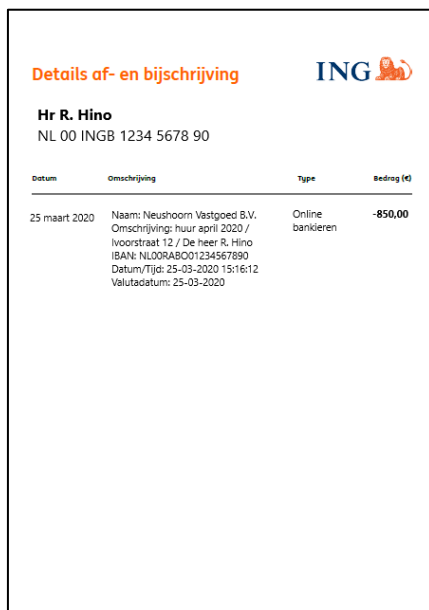 Details af- en bijschrijving
ING
Hr R. Hino
NL 00 INGB 1234 5678 90
Datum Omschrijving Type Bedrag (€)
25 maart 2020 Naam: Neushoorn Vastgoed B.V. Online -850,00
Omschrijving: huur april 2020 / bankieren
Ivoorstraat 12 / De heer R. Hino
IBAN: NL00RABO01234567890
Datum/Tijd: 25-03-2020 15:16:12
Valutadatum: 25-03-2020